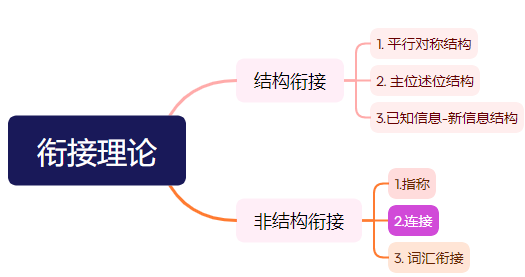 衔接理论
结构衔接
1. 平行对称结构
2. 主位述位结构
3.已知信息-新信息结构
非结构衔接
1.指称
2.连接
3. 词汇衔接